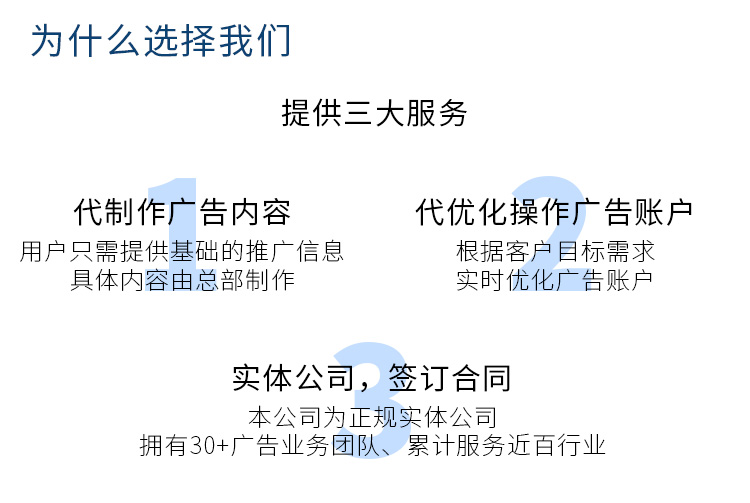 为什么选择我们
提供三大服务
1
代制作广告内容
用户只需提供基础的推广信息
具体内容由总部制作
2
代优化操作广告账户
根据客户目标需求
实时优化广告账户
3
实体公司，签订合同
本公司为正规实体公司
拥有30+广告业务团队、累计服务近百行业